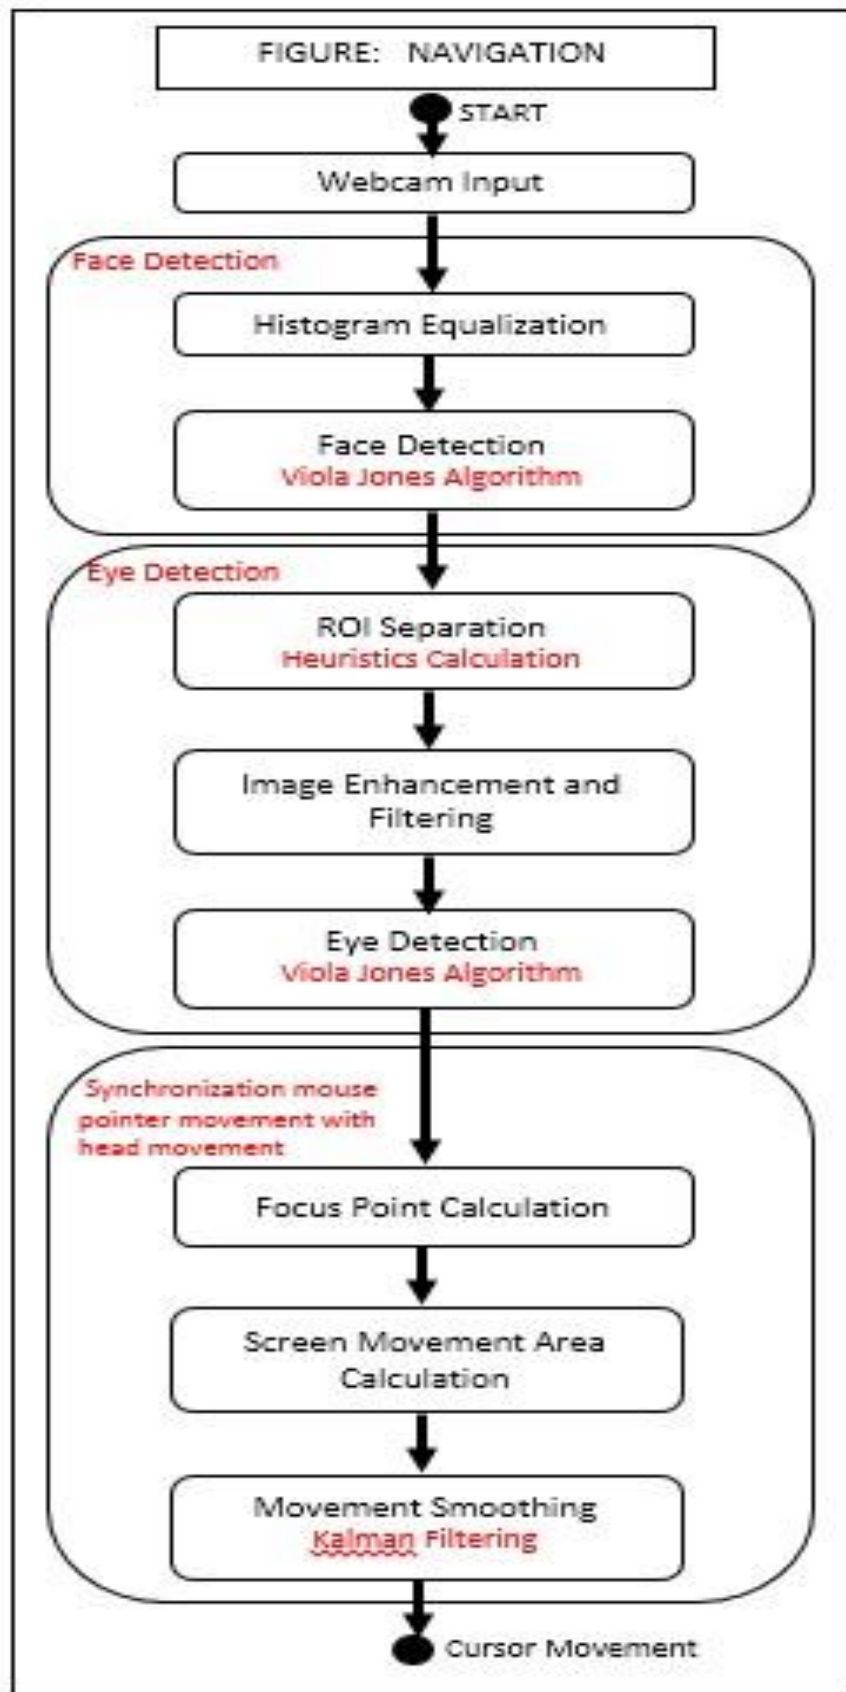 FIGURE: NAVIGATION
START
Webcam Input
Face Detection
Histogram Equalization
Face Detection
Viola Jones Algorithm
Eye Detection
ROI Separation
Heuristics Calculation
Image Enhancement and
Filtering
Eye Detection
Viola Jones Algorithm
Synchronization mouse
pointer movement with
head movement
Focus Point Calculation
Screen Movement Area
Calculation
Movement Smoothing
Kalman Filtering
Cursor Movement